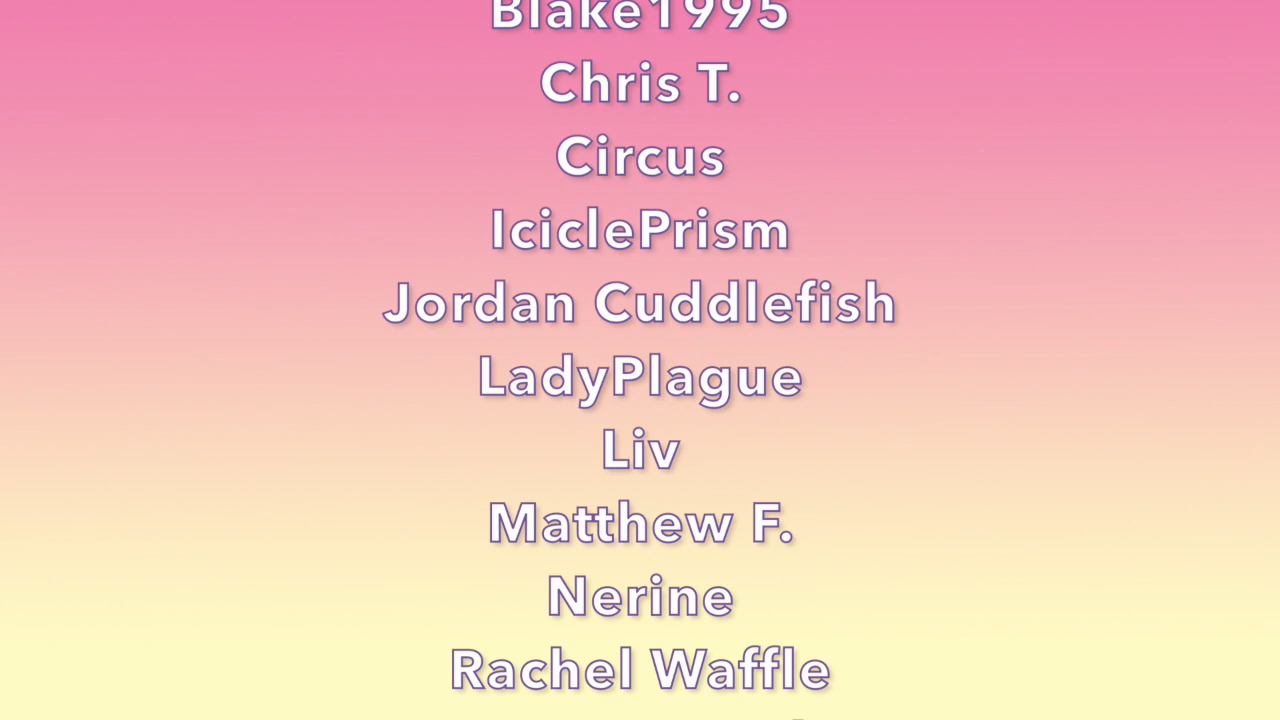 Blake1995
Chris T.
Circus
IciclePrism
Jordan Cuddlefish
LadyPlague
Liv
Matthew F.
Nerine
Rachel Waffle